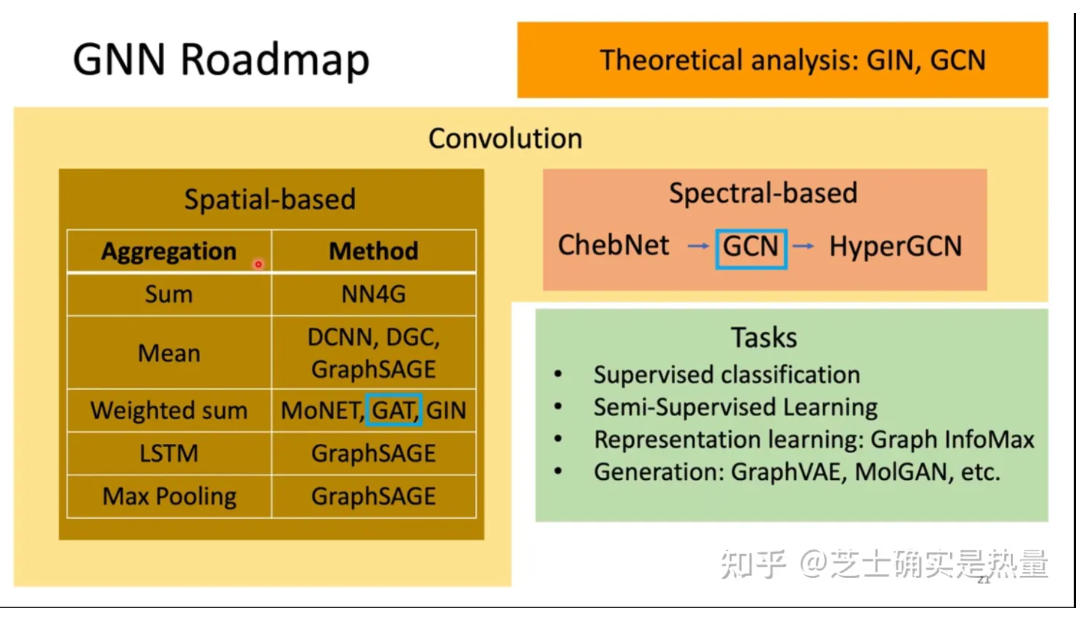 GNN Roadmap
Theoretical analysis: GIN, GCN
Convolution
Spatial-based
Aggregation Method
Sum NN4G
Mean DCNN, DGC,
GraphSAGE
Weighted sum MoNET, GAT, GIN
LSTM GraphSAGE
Max Pooling GraphSAGE
Spectral-based
ChebNet → GCN → HyperGCN
Tasks
• Supervised classification
• Semi-Supervised Learning
• Representation learning: Graph InfoMax
• Generation: GraphVAE, MolGAN, etc.
知乎 @芝士确实是热量
21